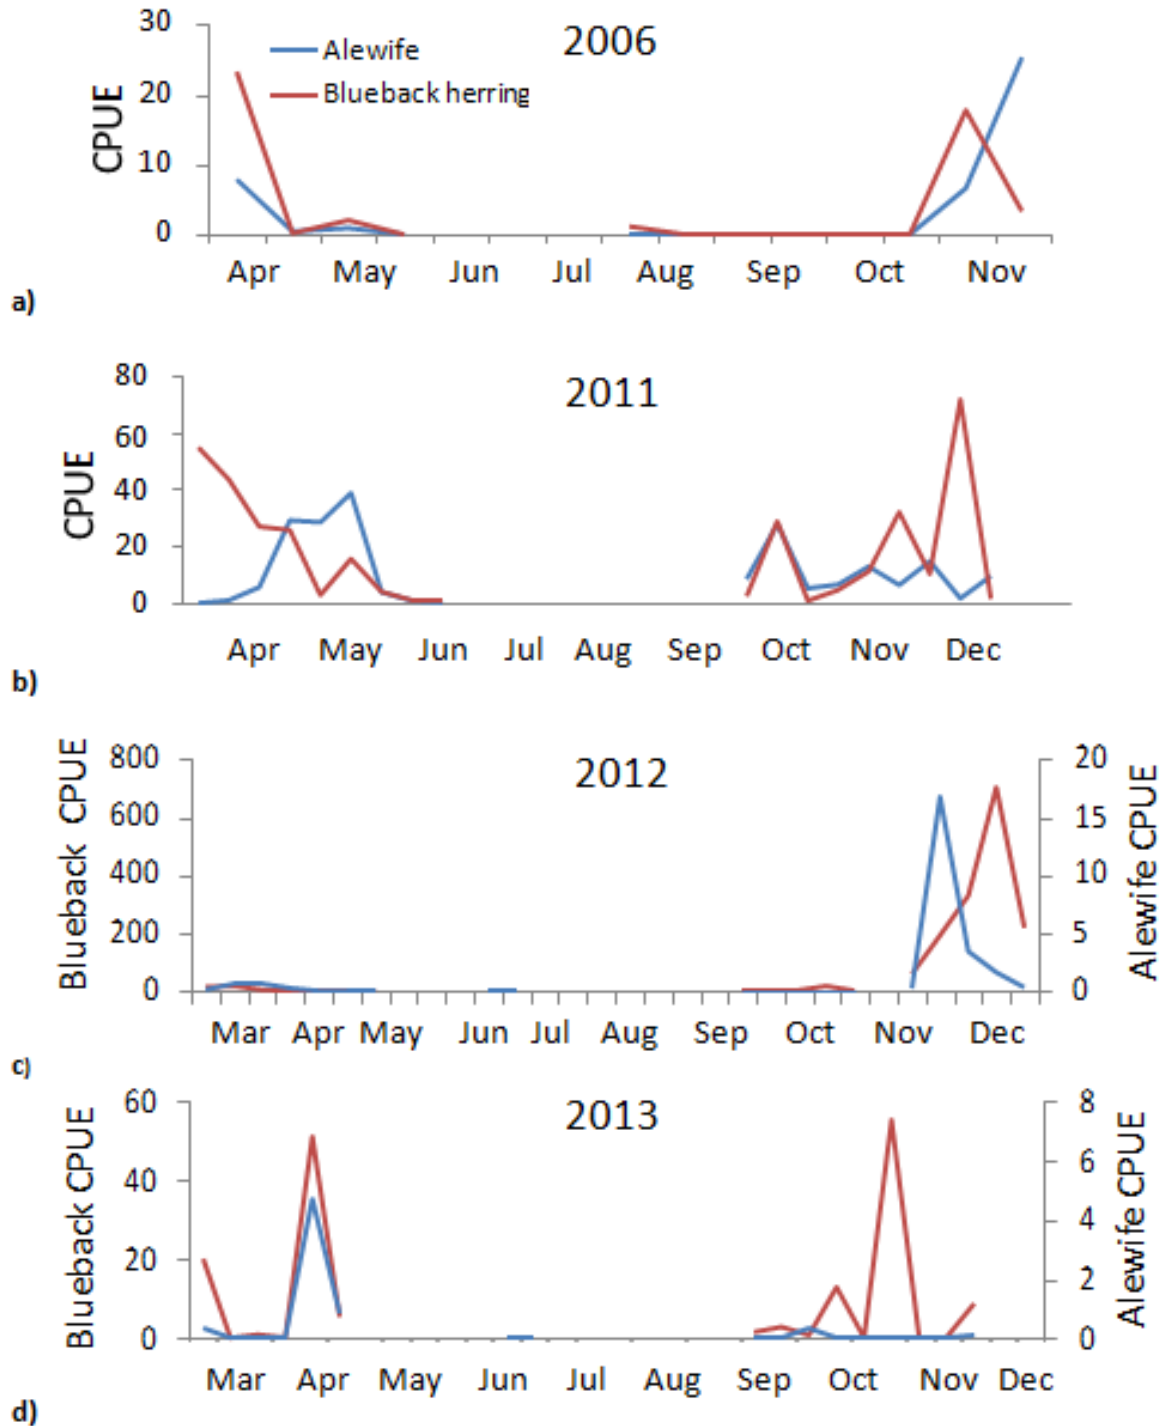 30
2006
Alewife
Blueback herring
20
10
0
CPUE
Apr May Jun Jul Aug Sep Oct Nov
a)
80
2011
60
40
20
0
CPUE
Apr May Jun Jul Aug Sep Oct Nov Dec
b)
800 20
2012
600 15
400 10
200 5
0 0
Blueback CPUE
Alewife CPUE
Mar Apr May Jun Jul Aug Sep Oct Nov Dec
c)
60 8
2013
6
40
4
20
2
0 0
Blueback CPUE
Alewife CPUE
Mar Apr May Jun Jul Aug Sep Oct Nov Dec
d)